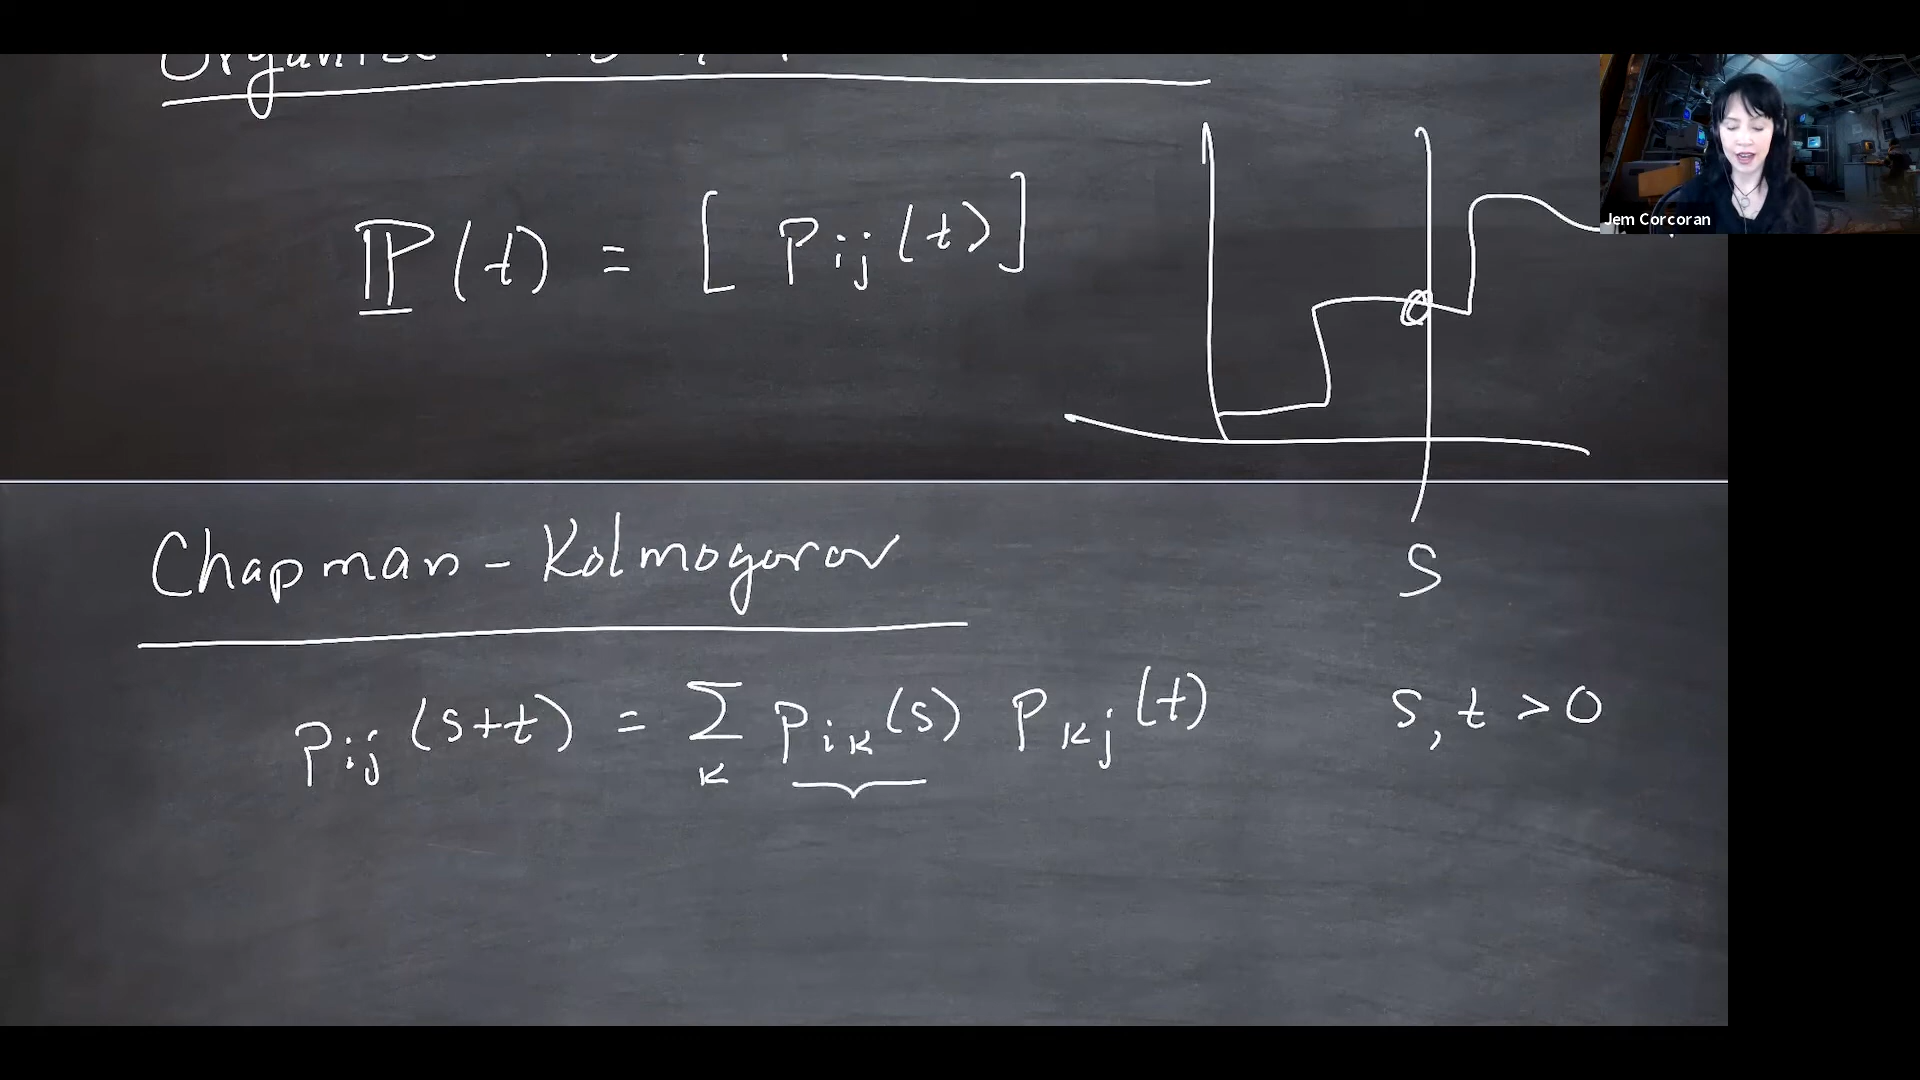 Jem Corcoran
ℙ(t) = [ pij(t) ]
Chapman - Kolmogorov
S
pij(s+t) = Σk pik(s) pkj(t) s, t > 0